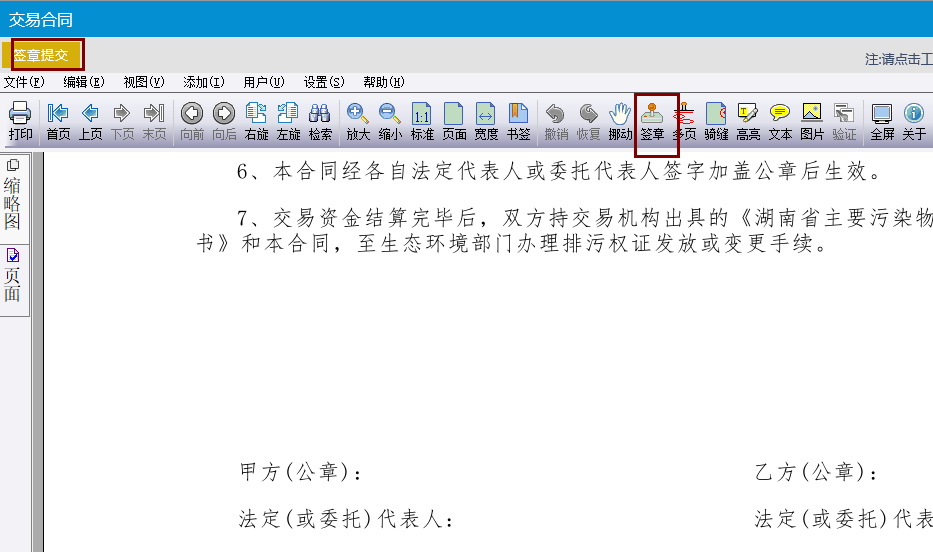 交易合同
签章提交
注:请点击工
文件(F) 编辑(E) 视图(V) 添加(I) 用户(U) 设置(S) 帮助(H)
打印 首页 上页 下页 末页 向前 向后 右旋 左旋 检索 放大 缩小 标准 页面 宽度 书签 撤销 恢复 挪动 签章 多页 骑缝 高亮 文本 图片 验证 全屏 关于
缩略图
页面
6、本合同经各自法定代表人或委托代表人签字加盖公章后生效。
7、交易资金结算完毕后，双方持交易机构出具的《湖南省主要污染物
书》和本合同，至生态环境部门办理排污权证发放或变更手续。
甲方(公章): 乙方(公章):
法定(或委托)代表人: 法定(或委托)代表